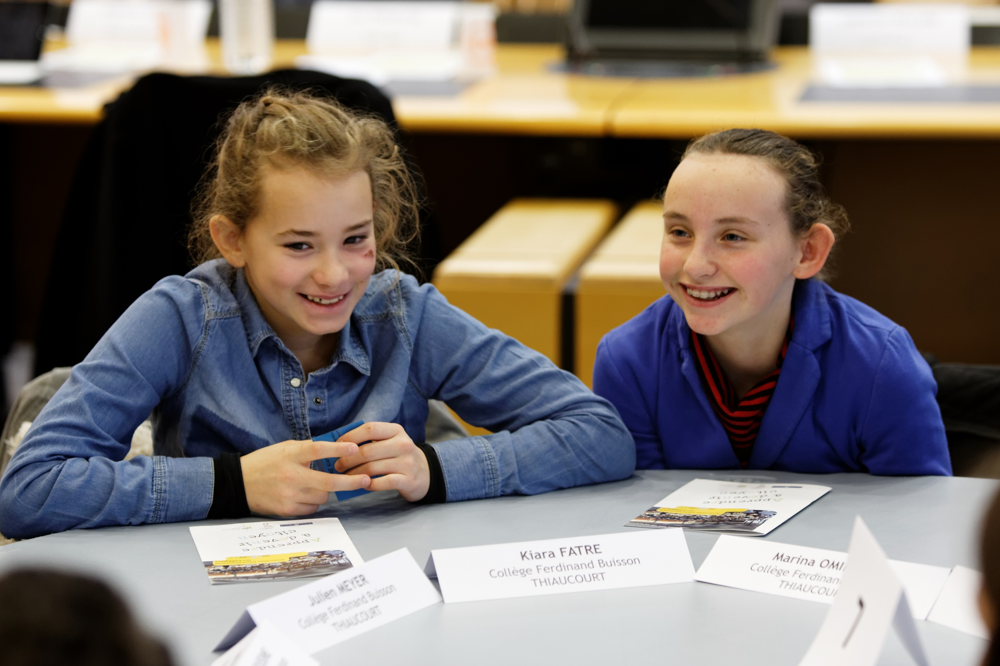 Apprendre
à devenir
citoyen
Apprendre
à devenir
citoyen
Kiara FATRE
Collège Ferdinand Buisson
THIAUCOURT
Marina OMI
Collège Ferdinan
THIAUCOU
Julien MEYER
Collège Ferdinand Buisson
THIAUCOURT
1